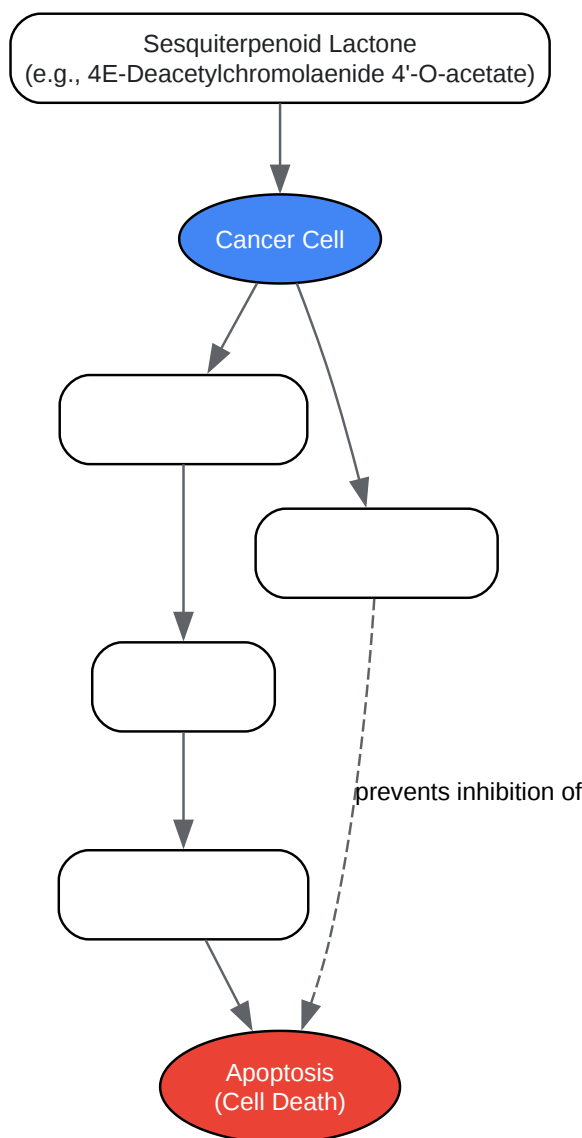 Sesquiterpenoid Lactone
(e.g., 4E-Deacetylchromolaenide 4'-O-acetate)
Cancer Cell
prevents inhibition of
Apoptosis
(Cell Death)